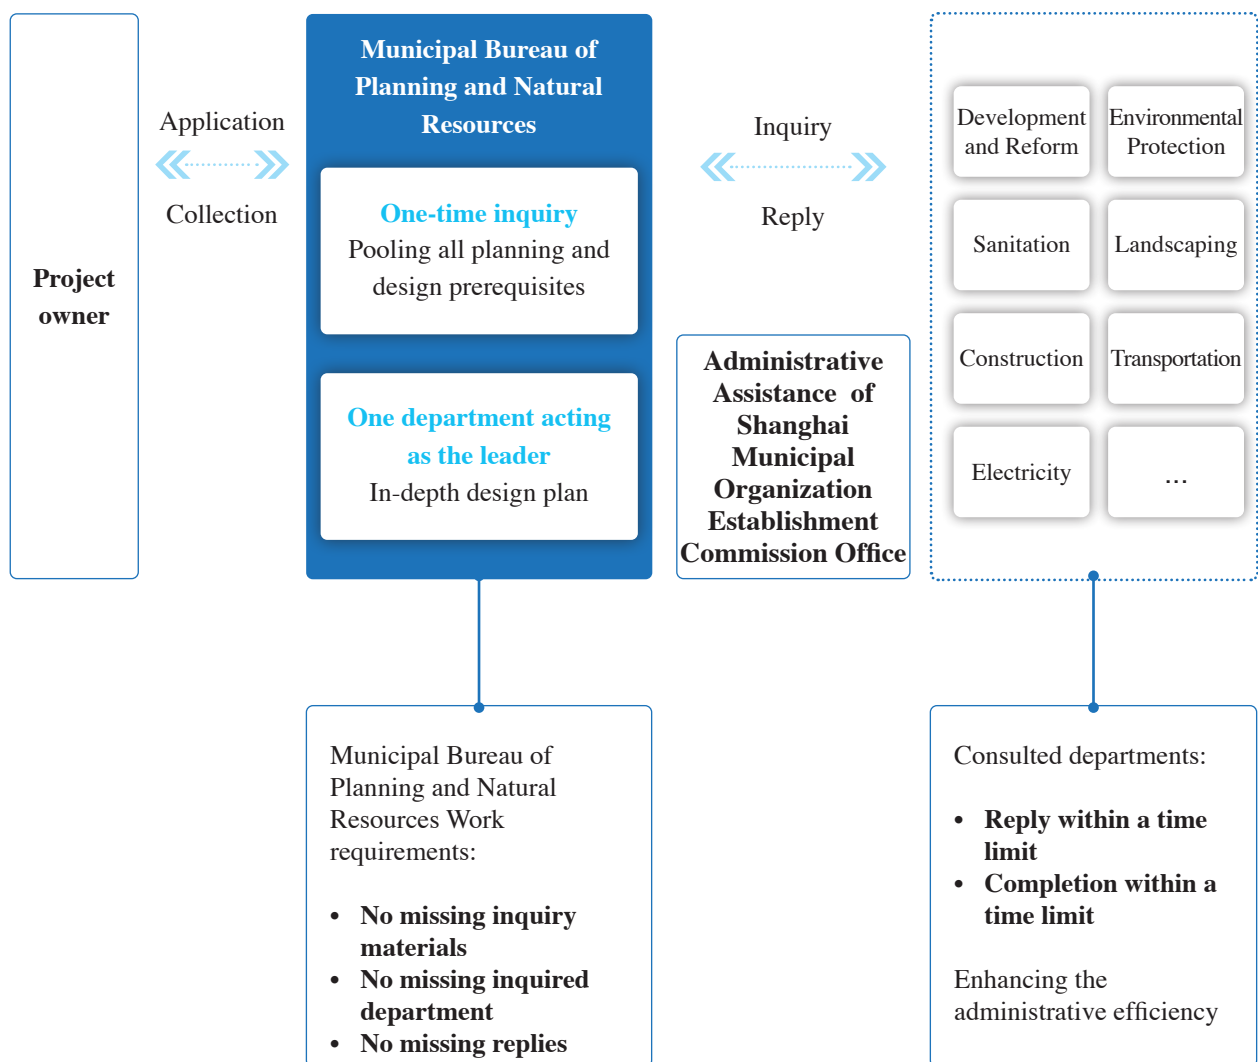 Project
owner
Application
Collection
Municipal Bureau of
Planning and Natural
Resources
One-time inquiry
Pooling all planning and
design prerequisites
One department acting
as the leader
In-depth design plan
Inquiry
Reply
Administrative
Assistance of
Shanghai
Municipal
Organization
Establishment
Commission Office
Development
and Reform
Environmental
Protection
Sanitation
Landscaping
Construction
Transportation
Electricity
...
Municipal Bureau of
Planning and Natural
Resources Work
requirements:
• No missing inquiry
materials
• No missing inquired
department
• No missing replies
Consulted departments:
• Reply within a time
limit
• Completion within a
time limit
Enhancing the
administrative efficiency